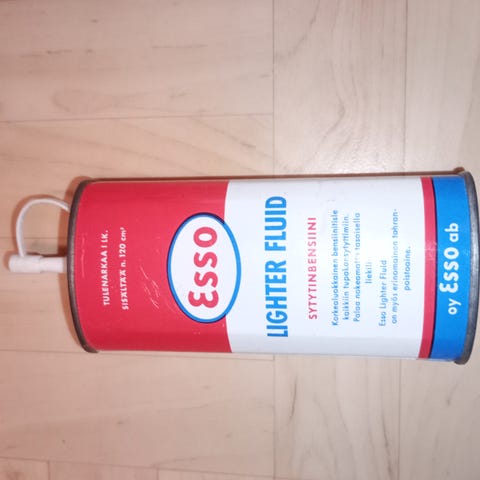 TULENARKAA I LK.
SISÄLTÄÄ n. 120 cm³
Esso
LIGHTER FLUID
SYTYTINBENSIINI
Korkealuokkainen bensiinitisle
kaikkiin tupakansytyttimiin.
Palaa nokeamatta tasaisella
liekillä
Esso Lighter Fluid
on myös erinomainen tahran-
poistoaine.
oy Esso ab